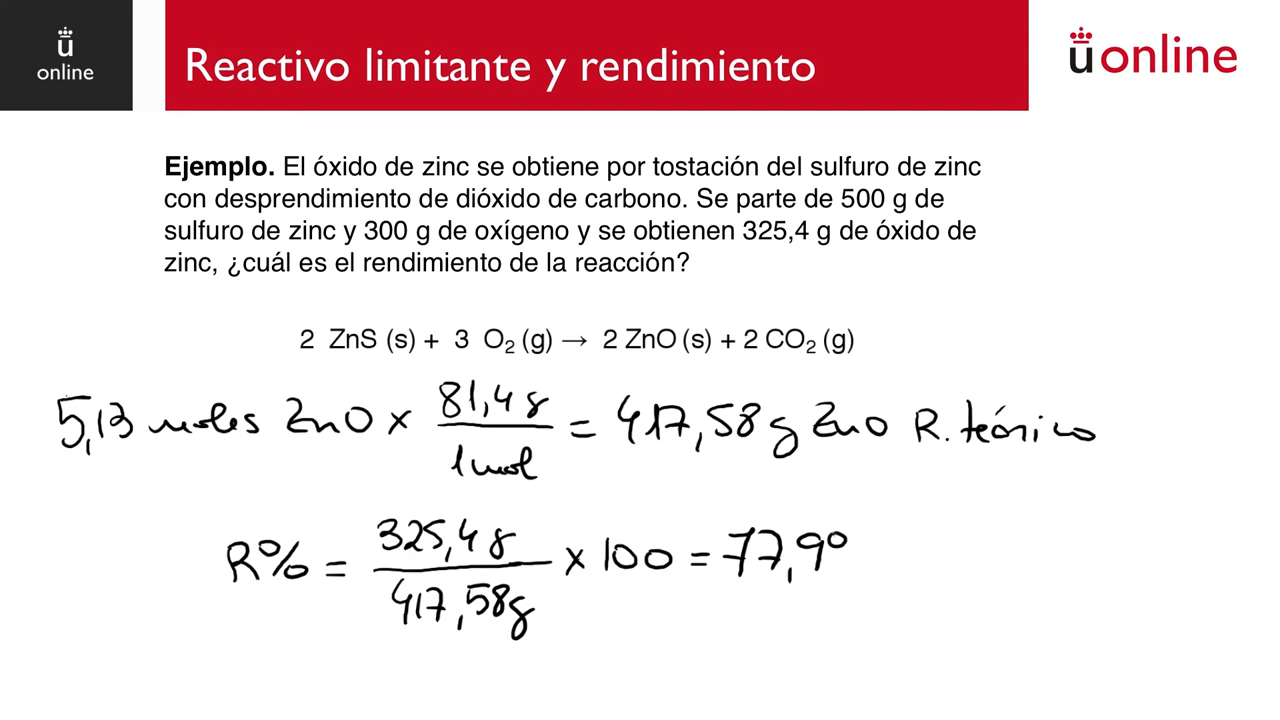 ü online
Reactivo limitante y rendimiento
ü online
Ejemplo. El óxido de zinc se obtiene por tostación del sulfuro de zinc
con desprendimiento de dióxido de carbono. Se parte de 500 g de
sulfuro de zinc y 300 g de oxígeno y se obtienen 325,4 g de óxido de
zinc, ¿cuál es el rendimiento de la reacción?
2 ZnS (s) + 3 O₂ (g) → 2 ZnO (s) + 2 CO₂ (g)
5,13 moles ZnO x 81,4 g / 1 mol = 417,58 g ZnO R. teórico
R% = 325,4 g / 417,58 g x 100 = 77,9º